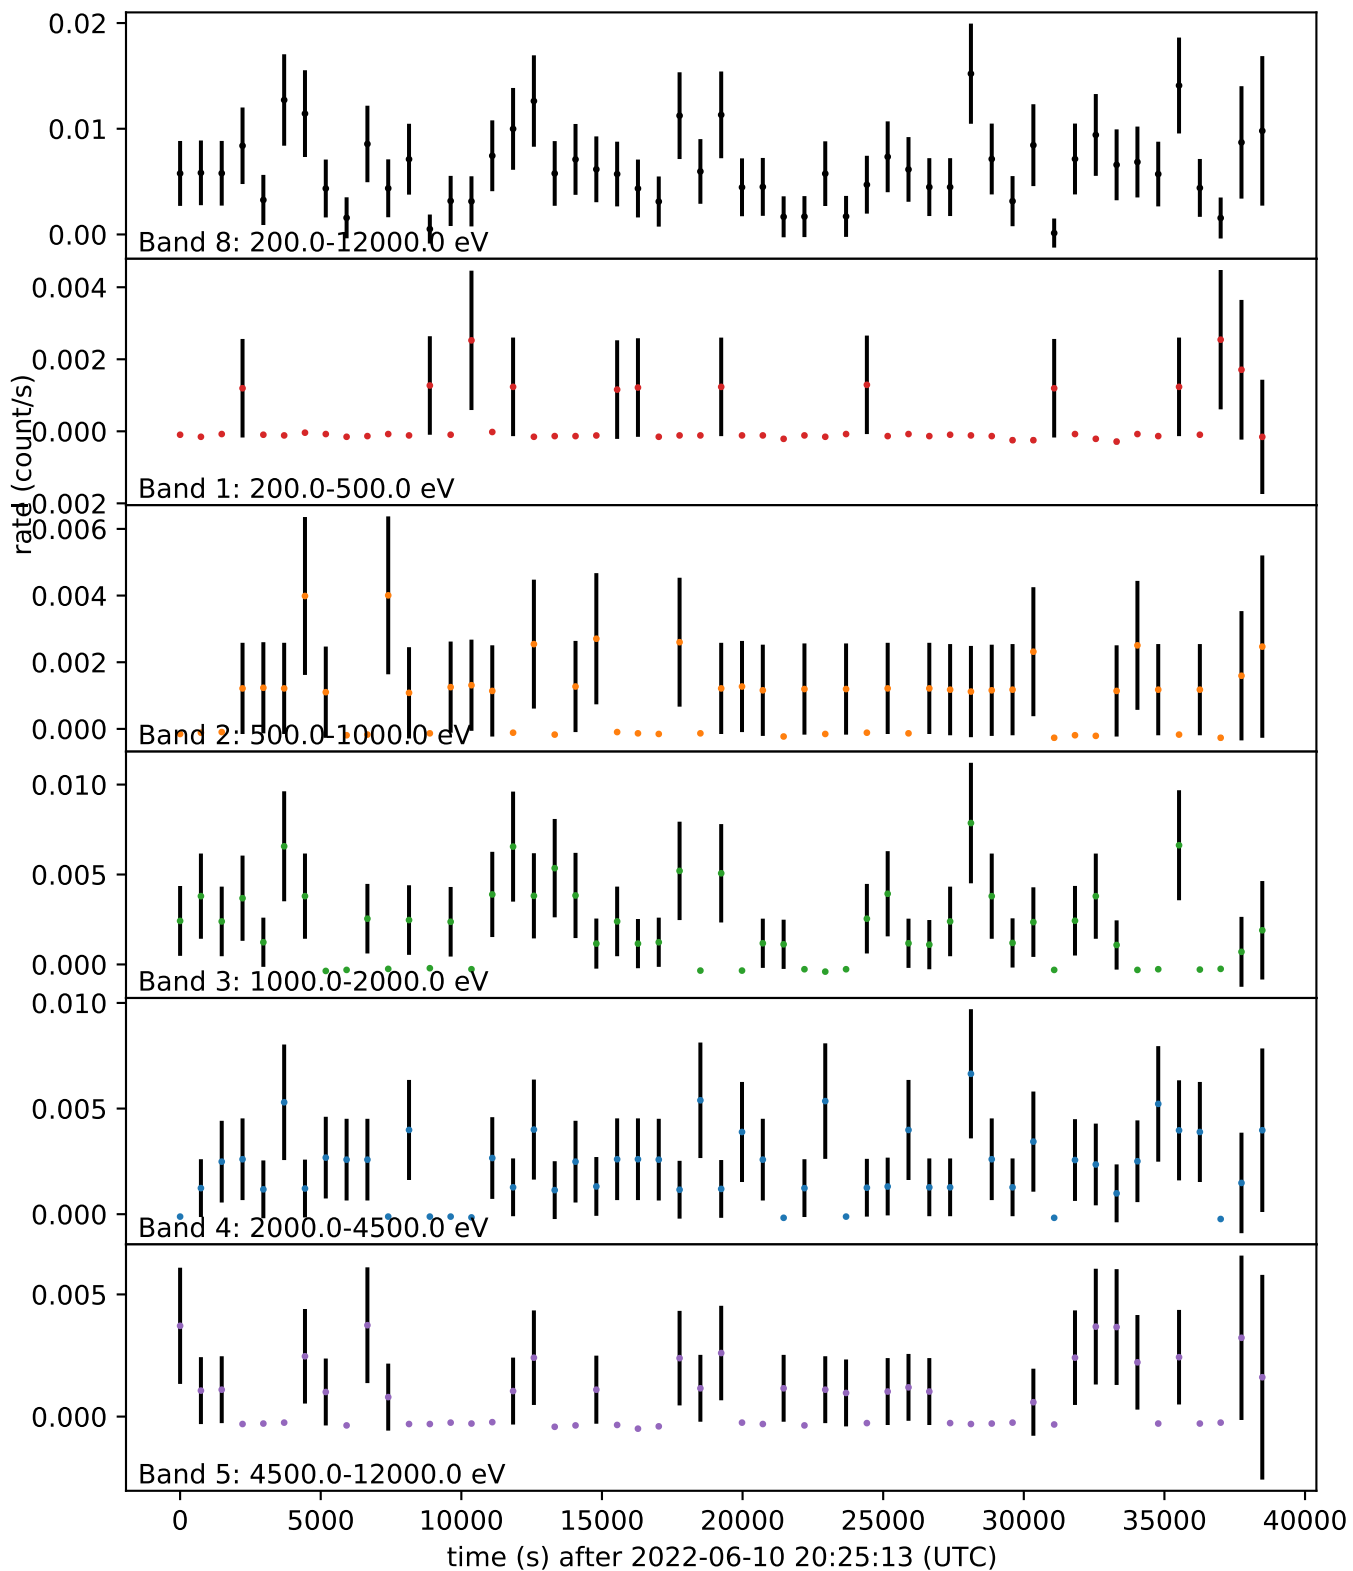 0.02
0.01
0.00
Band 8: 200.0-12000.0 eV
0.004
0.002
0.000
0.002
Band 1: 200.0-500.0 eV
rate (count/s)
0.006
0.004
0.002
0.000
Band 2: 500.0-1000.0 eV
0.010
0.005
0.000
Band 3: 1000.0-2000.0 eV
0.010
0.005
0.000
Band 4: 2000.0-4500.0 eV
0.005
0.000
Band 5: 4500.0-12000.0 eV
0 5000 10000 15000 20000 25000 30000 35000 40000
time (s) after 2022-06-10 20:25:13 (UTC)